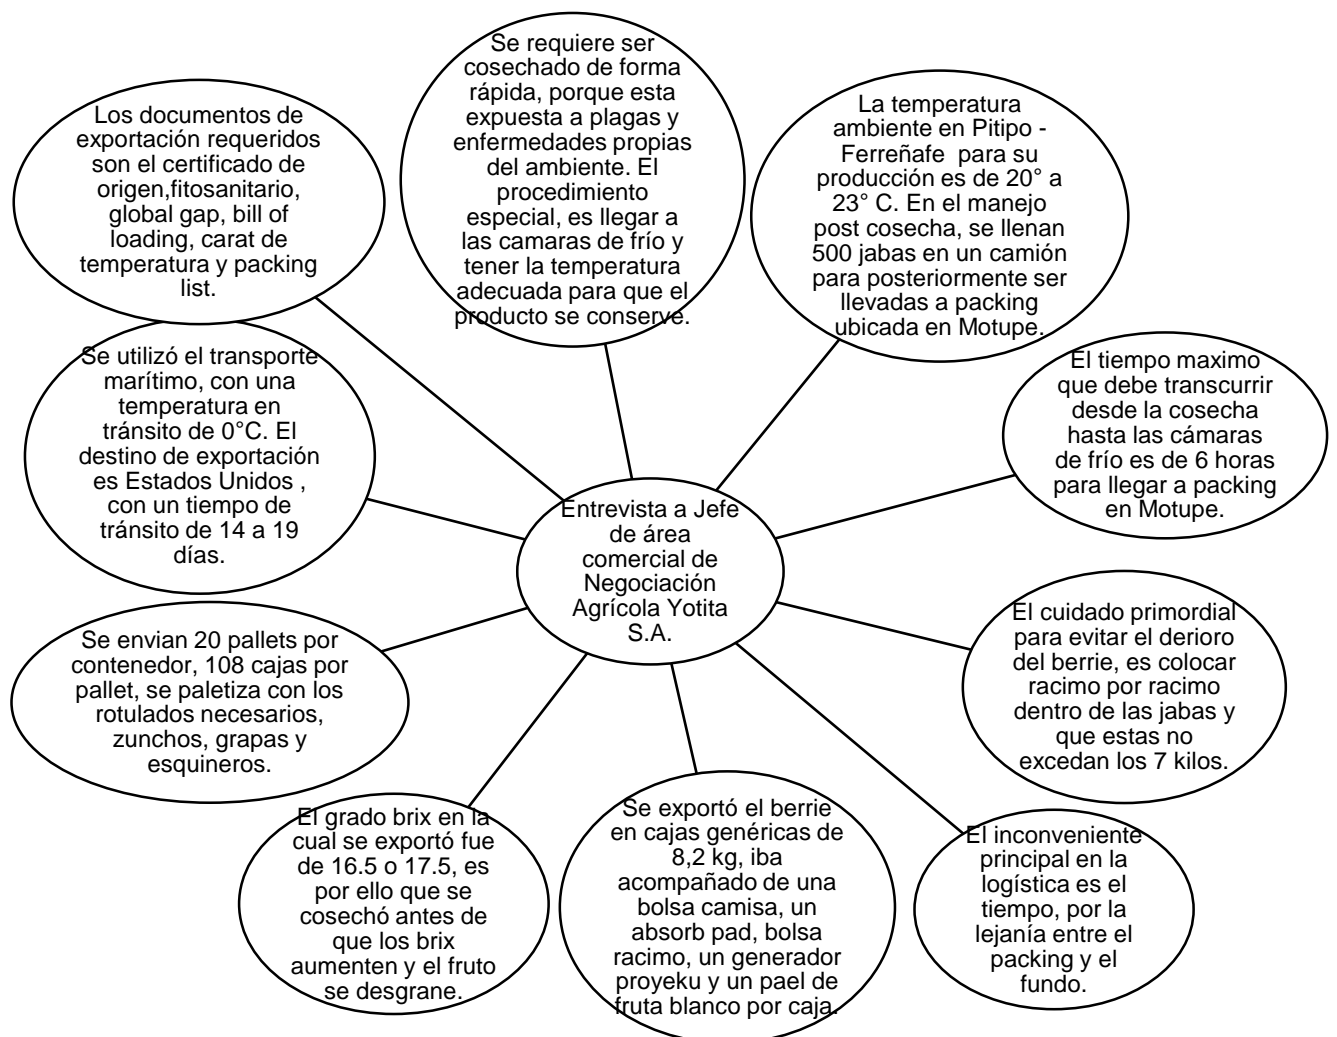 Se requiere ser
cosechado de forma
rápida, porque esta
expuesta a plagas y
enfermedades propias
del ambiente. El
procedimiento
especial, es llegar a
las camaras de frío y
tener la temperatura
adecuada para que el
producto se conserve.
La temperatura
ambiente en Pitipo -
Ferreñafe para su
producción es de 20° a
23° C. En el manejo
post cosecha, se llenan
500 jabas en un camión
para posteriormente ser
llevadas a packing
ubicada en Motupe.
El tiempo maximo
que debe transcurrir
desde la cosecha
hasta las cámaras
de frío es de 6 horas
para llegar a packing
en Motupe.
El cuidado primordial
para evitar el derioro
del berrie, es colocar
racimo por racimo
dentro de las jabas y
que estas no
excedan los 7 kilos.
El inconveniente
principal en la
logística es el
tiempo, por la
lejanía entre el
packing y el
fundo.
Se exportó el berrie
en cajas genéricas de
8,2 kg, iba
acompañado de una
bolsa camisa, un
absorb pad, bolsa
racimo, un generador
proyeku y un pael de
fruta blanco por caja.
El grado brix en la
cual se exportó fue
de 16.5 o 17.5, es
por ello que se
cosechó antes de
que los brix
aumenten y el fruto
se desgrane.
Se envian 20 pallets por
contenedor, 108 cajas por
pallet, se paletiza con los
rotulados necesarios,
zunchos, grapas y
esquineros.
Se utilizó el transporte
marítimo, con una
temperatura en
tránsito de 0°C. El
destino de exportación
es Estados Unidos ,
con un tiempo de
tránsito de 14 a 19
días.
Los documentos de
exportación requeridos
son el certificado de
origen,fitosanitario,
global gap, bill of
loading, carat de
temperatura y packing
list.
Entrevista a Jefe
de área
comercial de
Negociación
Agrícola Yotita
S.A.